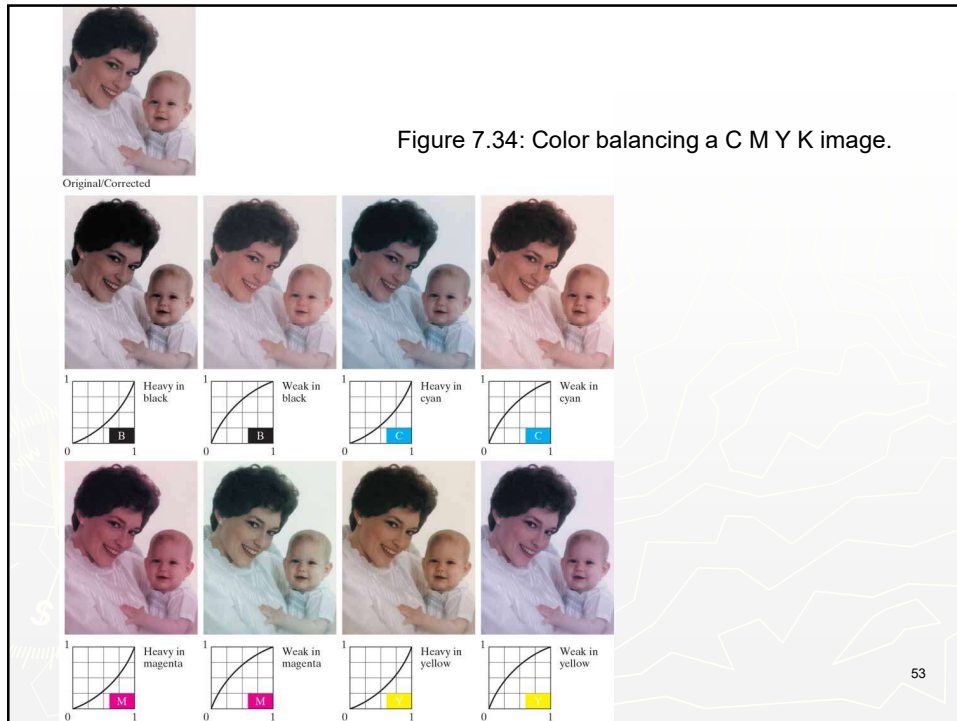 Figure 7.34: Color balancing a C M Y K image.
Original/Corrected
1
Heavy in
black
B
0 1
1
Weak in
black
B
0 1
1
Heavy in
cyan
C
0 1
1
Weak in
cyan
C
0 1
1
Heavy in
magenta
M
0 1
1
Weak in
magenta
M
0 1
1
Heavy in
yellow
Y
0 1
1
Weak in
yellow
Y
0 1
53
$